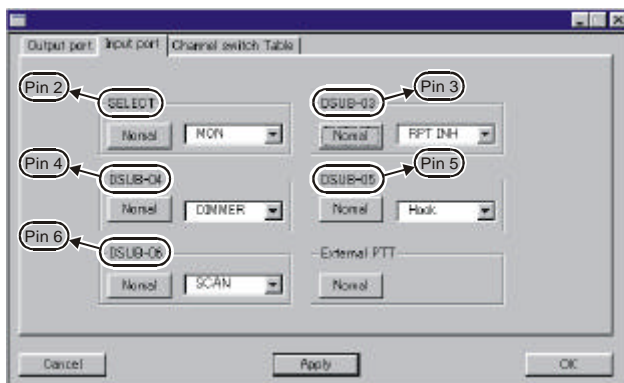 Output port Input port Channel switch Table
Pin 2 SELECT DSUB-03 Pin 3
Normal MON Normal RPT INH
Pin 4 DSUB-04 DSUB-05 Pin 5
Normal DIMMER Normal Hook
Pin 6 DSUB-06 External PTT
Normal SCAN Normal
Cancel Apply OK